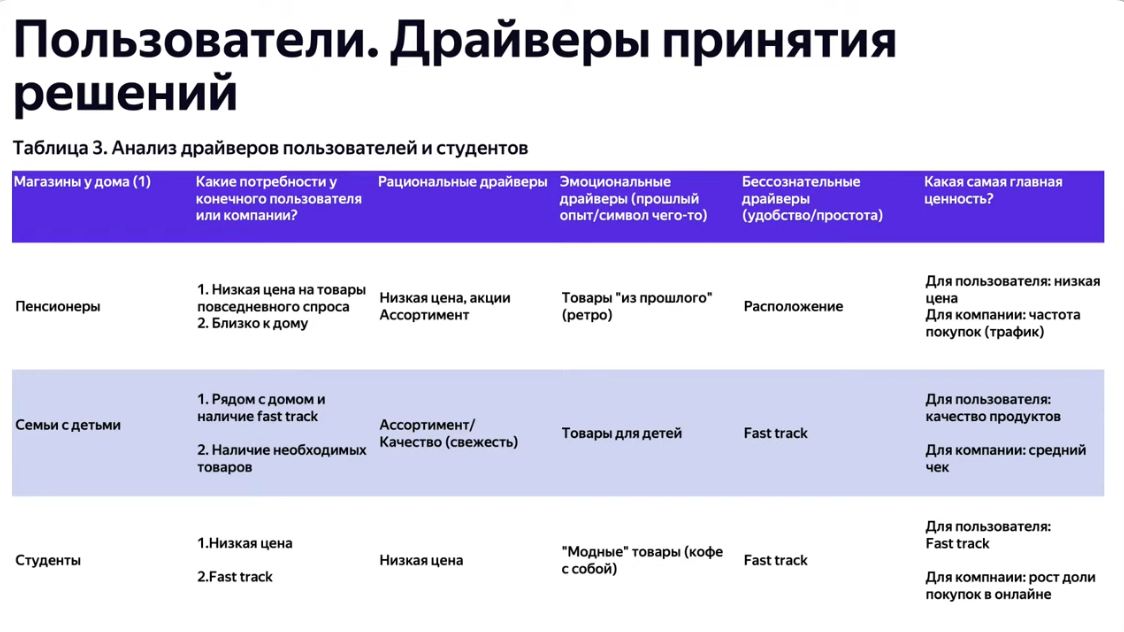 Пользователи. Драйверы принятия
решений
Таблица 3. Анализ драйверов пользователей и студентов
Магазины у дома (1)
Какие потребности у
конечного пользователя
или компании?
Рациональные драйверы
Эмоциональные
драйверы (прошлый
опыт/символ чего-то)
Бессознательные
драйверы
(удобство/простота)
Какая самая главная
ценность?
Пенсионеры
1. Низкая цена на товары
повседневного спроса
2. Близко к дому
Низкая цена, акции
Ассортимент
Товары "из прошлого"
(ретро)
Расположение
Для пользователя: низкая
цена
Для компании: частота
покупок (трафик)
Семьи с детьми
1. Рядом с домом и
наличие fast track
2. Наличие необходимых
товаров
Ассортимент/
Качество (свежесть)
Товары для детей
Fast track
Для пользователя:
качество продуктов
Для компании: средний
чек
Студенты
1.Низкая цена
2.Fast track
Низкая цена
"Модные" товары (кофе
с собой)
Fast track
Для пользователя:
Fast track
Для компнаии: рост доли
покупок в онлайне